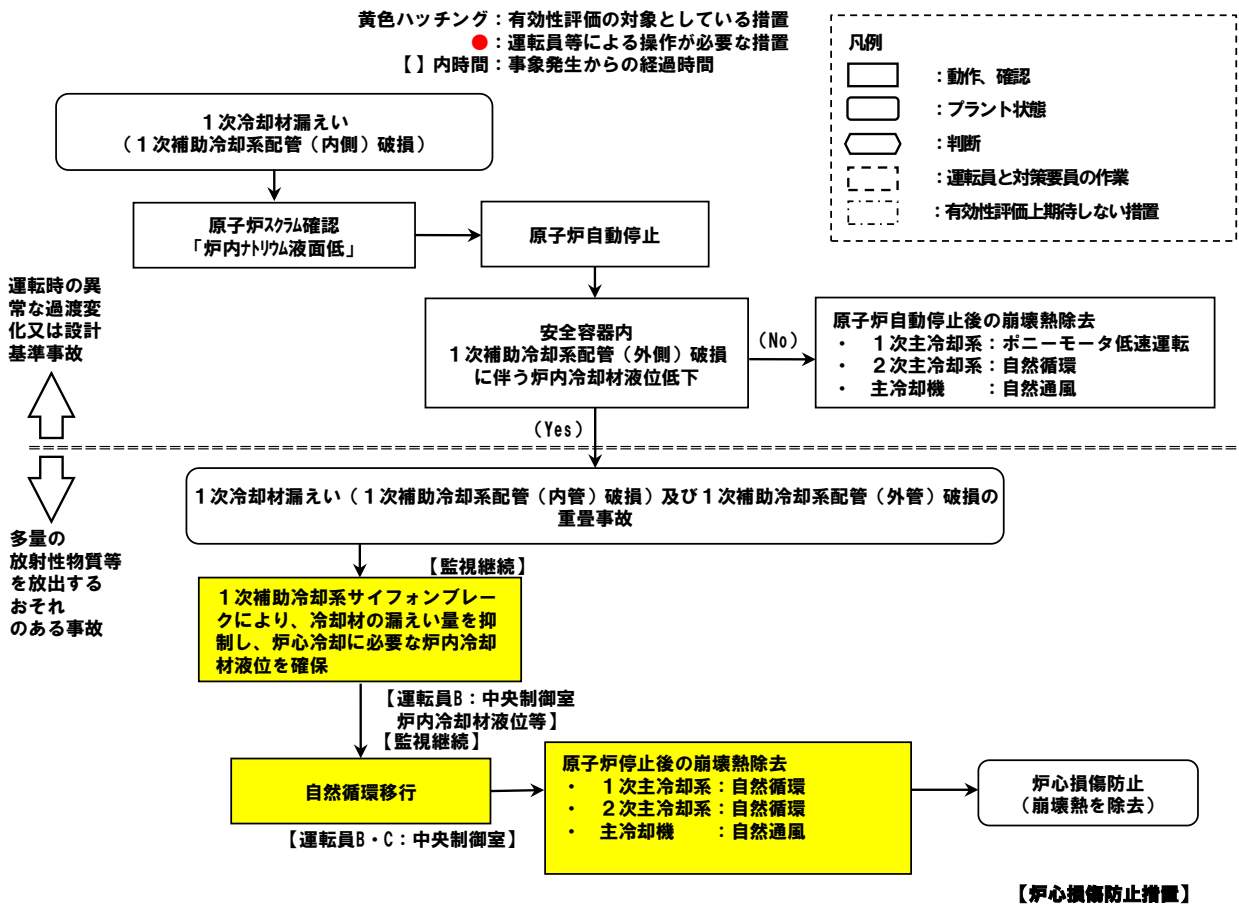 黄色ハッチング：有効性評価の対象としている措置
●：運転員等による操作が必要な措置
【 】内時間：事象発生からの経過時間
凡例
：動作、確認
：プラント状態
：判断
：運転員と対策要員の作業
：有効性評価上期待しない措置
１次冷却材漏えい
（１次補助冷却系配管（内側）破損）
原子炉スクラム確認
「炉内ナトリウム液面低」
原子炉自動停止
運転時の異
常な過渡変
化又は設計
基準事故
安全容器内
１次補助冷却系配管（外側）破損
に伴う炉内冷却材液位低下
（No）
原子炉自動停止後の崩壊熱除去
・ １次主冷却系：ポニーモータ低速運転
・ ２次主冷却系：自然循環
・ 主冷却機 ：自然通風
（Yes）
１次冷却材漏えい（１次補助冷却系配管（内管）破損）及び１次補助冷却系配管（外管）破損の
重畳事故
多量の
放射性物質等
を放出する
おそれ
のある事故
【監視継続】
１次補助冷却系サイフォンブレー
クにより、冷却材の漏えい量を抑
制し、炉心冷却に必要な炉内冷却
材液位を確保
【運転員B：中央制御室
炉内冷却材液位等】
【監視継続】
自然循環移行
【運転員B・C：中央制御室】
原子炉停止後の崩壊熱除去
・ １次主冷却系：自然循環
・ ２次主冷却系：自然循環
・ 主冷却機 ：自然通風
炉心損傷防止
（崩壊熱を除去）
【炉心損傷防止措置】